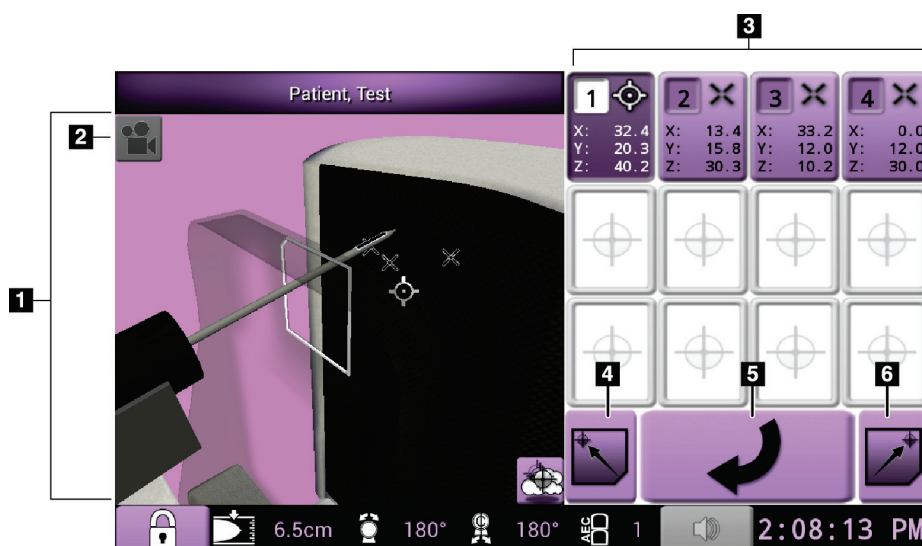 3
Patient, Test
1 2 3 4
X: 32.4 X: 13.4 X: 33.2 X: 0.0
Y: 20.3 Y: 15.8 Y: 12.0 Y: 12.0
Z: 40.2 Z: 30.3 Z: 10.2 Z: 30.0
2
1
4 5 6
6.5cm 180° C 180° AEC 1 2:08:13 PM